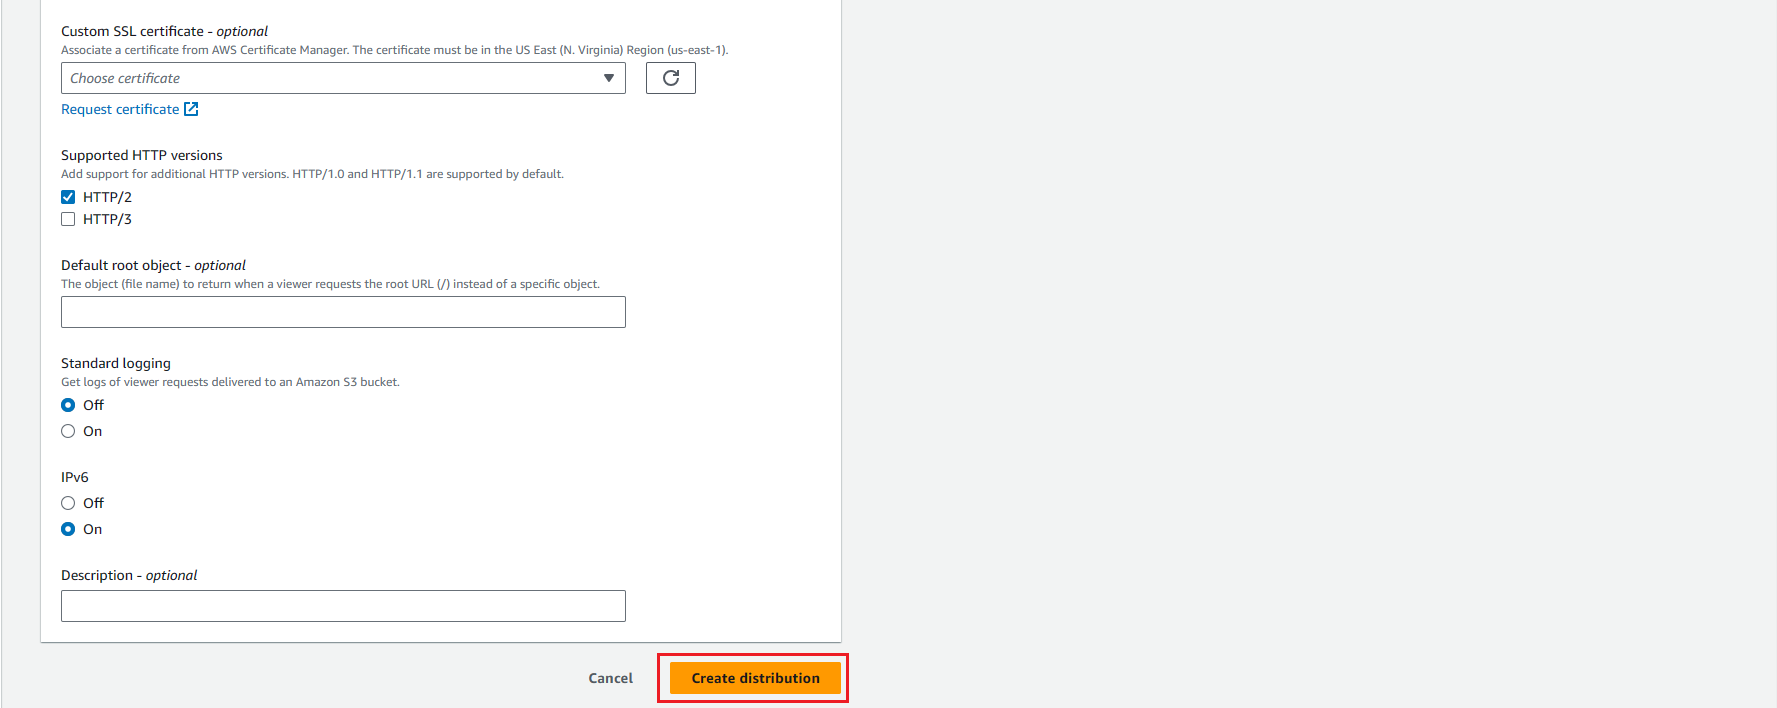 Custom SSL certificate - optional
Associate a certificate from AWS Certificate Manager. The certificate must be in the US East (N. Virginia) Region (us-east-1).
Choose certificate
Request certificate
Supported HTTP versions
Add support for additional HTTP versions. HTTP/1.0 and HTTP/1.1 are supported by default.
HTTP/2
HTTP/3
Default root object - optional
The object (file name) to return when a viewer requests the root URL (/) instead of a specific object.
Standard logging
Get logs of viewer requests delivered to an Amazon S3 bucket.
Off
On
IPv6
Off
On
Description - optional
Cancel Create distribution